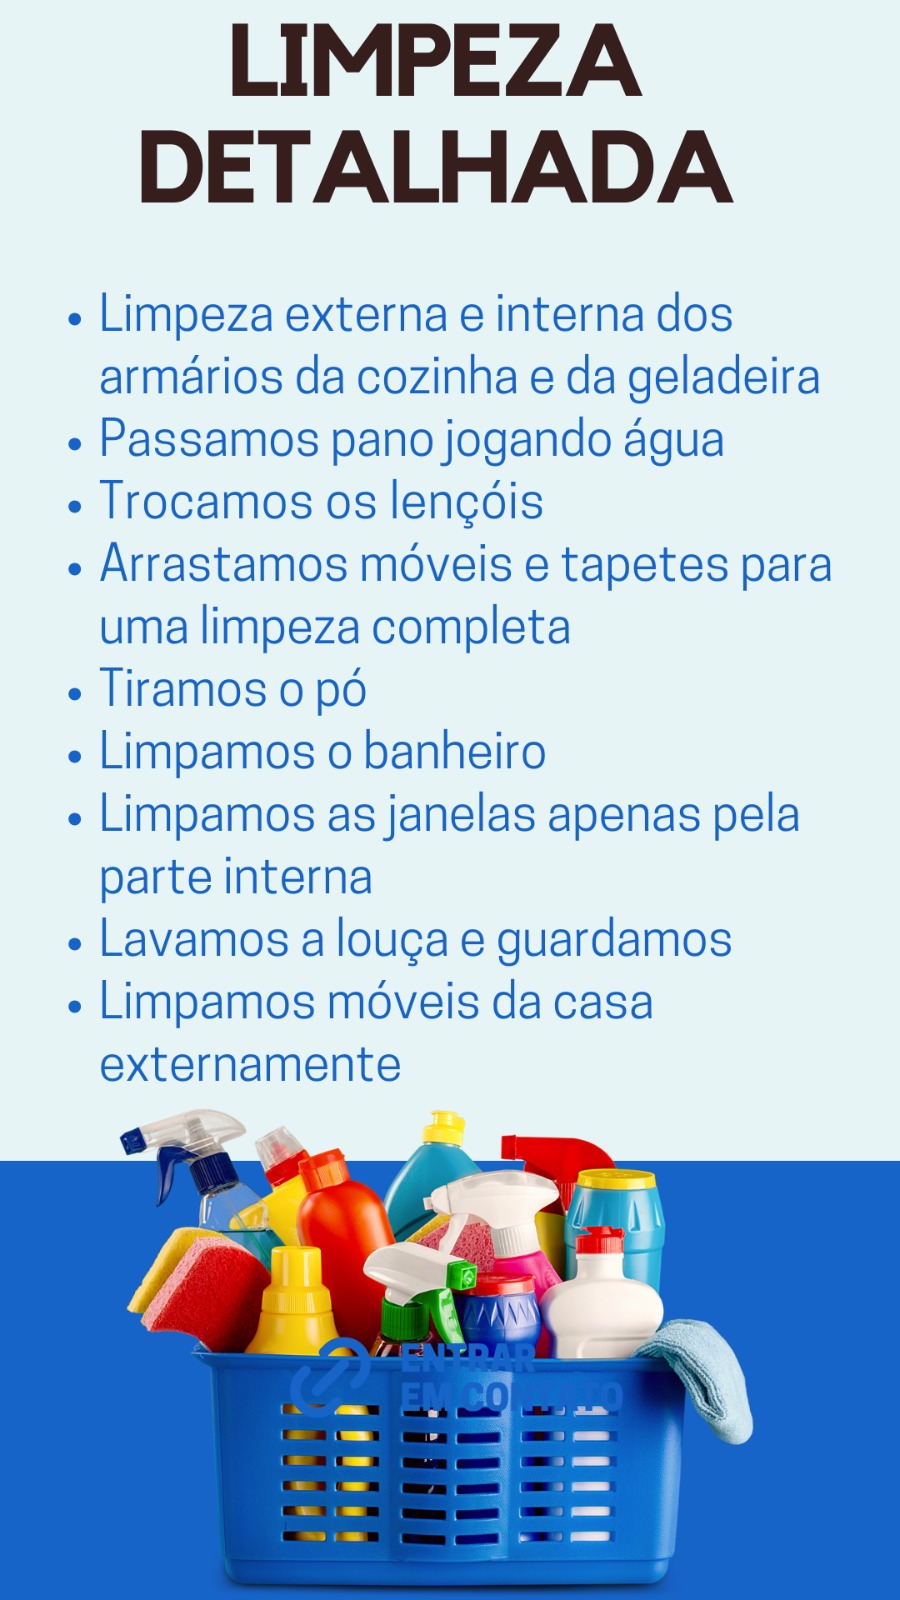 LIMPEZA
DETALHADA
• Limpeza externa e interna dos
armários da cozinha e da geladeira
• Passamos pano jogando água
• Trocamos os lençóis
• Arrastamos móveis e tapetes para
uma limpeza completa
• Tiramos o pó
• Limpamos o banheiro
• Limpamos as janelas apenas pela
parte interna
• Lavamos a louça e guardamos
• Limpamos móveis da casa
externamente
ENTRAR
EM CONTATO